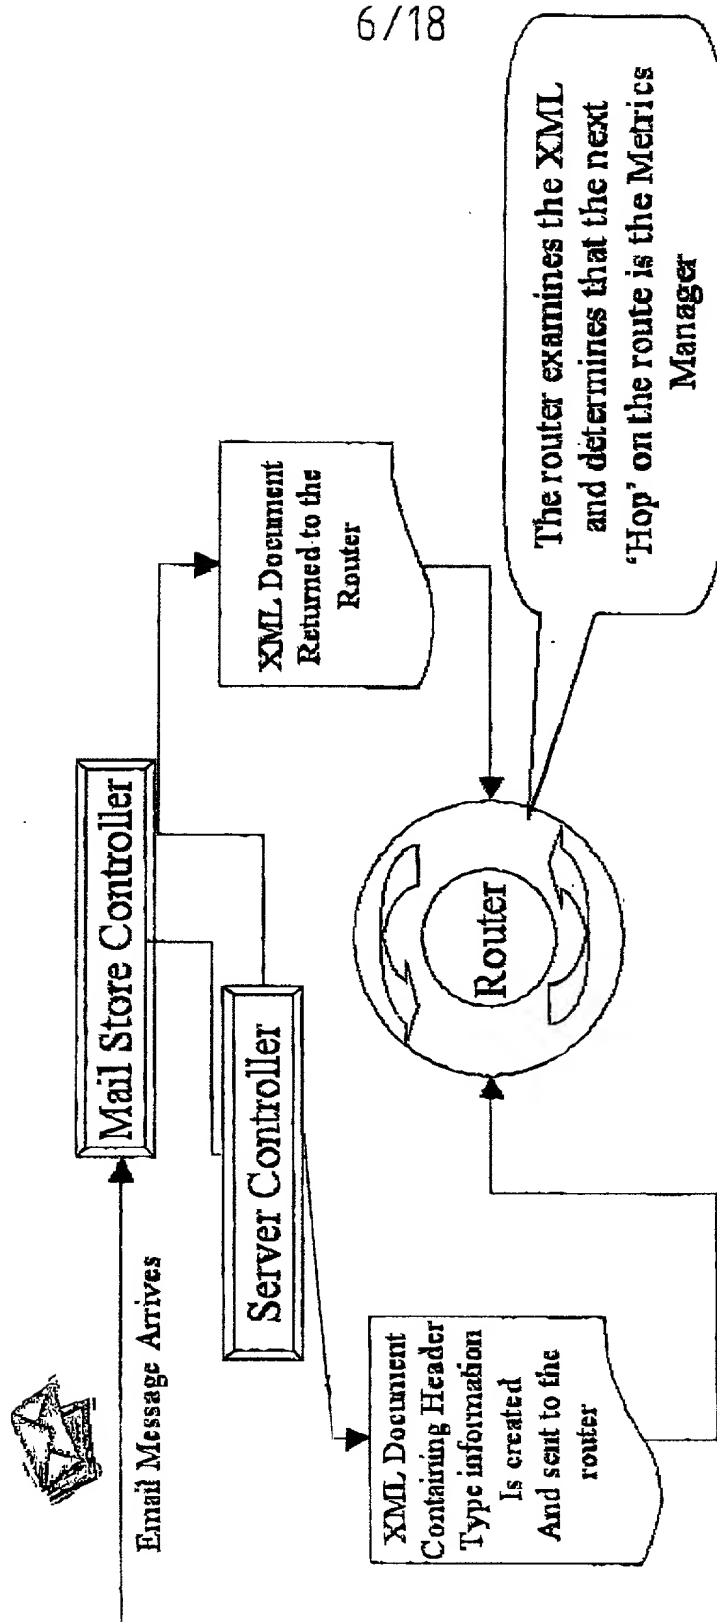 6/18
Email Message Arrives
Mail Store Controller
Server Controller
XML Document
Returned to the
Router
XML Document
Containing Header
Type information
Is created
And sent to the
router
Router
The router examines the XML
and determines that the next
'Hop' on the route is the Metrics
Manager